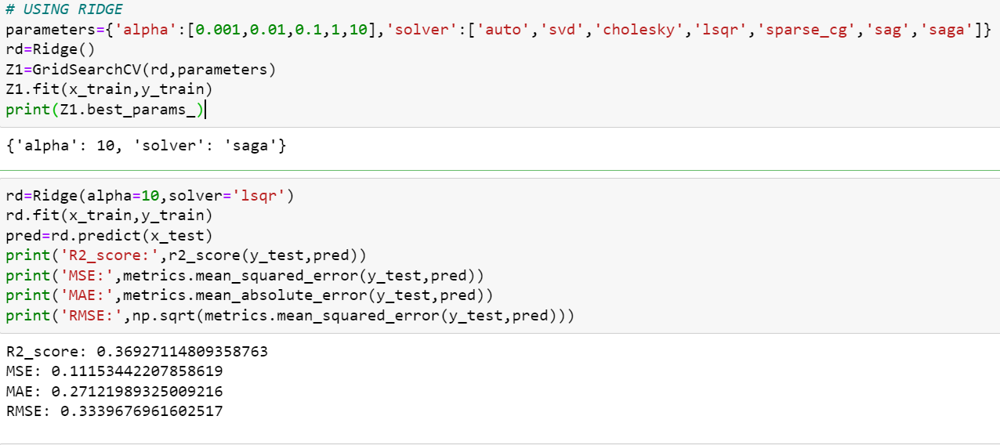 # USING RIDGE
parameters={'alpha':[0.001,0.01,0.1,1,10],'solver':['auto','svd','cholesky','lsqr','sparse_cg','sag','saga']}
rd=Ridge()
Z1=GridSearchCV(rd,parameters)
Z1.fit(x_train,y_train)
print(Z1.best_params_)
{'alpha': 10, 'solver': 'saga'}
rd=Ridge(alpha=10,solver='lsqr')
rd.fit(x_train,y_train)
pred=rd.predict(x_test)
print('R2_score:',r2_score(y_test,pred))
print('MSE:',metrics.mean_squared_error(y_test,pred))
print('MAE:',metrics.mean_absolute_error(y_test,pred))
print('RMSE:',np.sqrt(metrics.mean_squared_error(y_test,pred)))
R2_score: 0.36927114809358763
MSE: 0.11153442207858619
MAE: 0.27121989325009216
RMSE: 0.3339676961602517